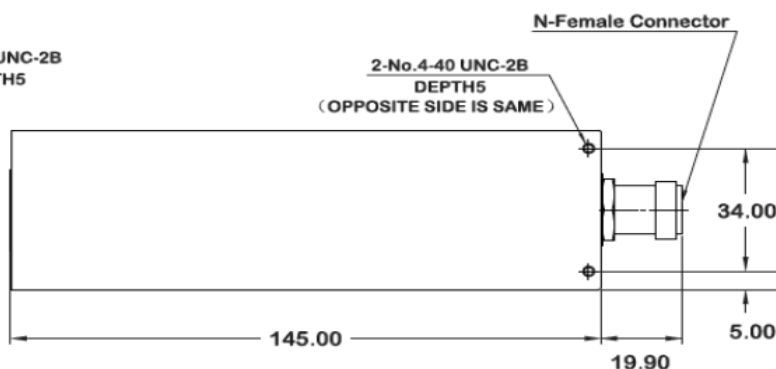 N-Female Connector
UNC-2B
TH5
2-No.4-40 UNC-2B
DEPTH5
（OPPOSITE SIDE IS SAME）
34.00
5.00
145.00
19.90